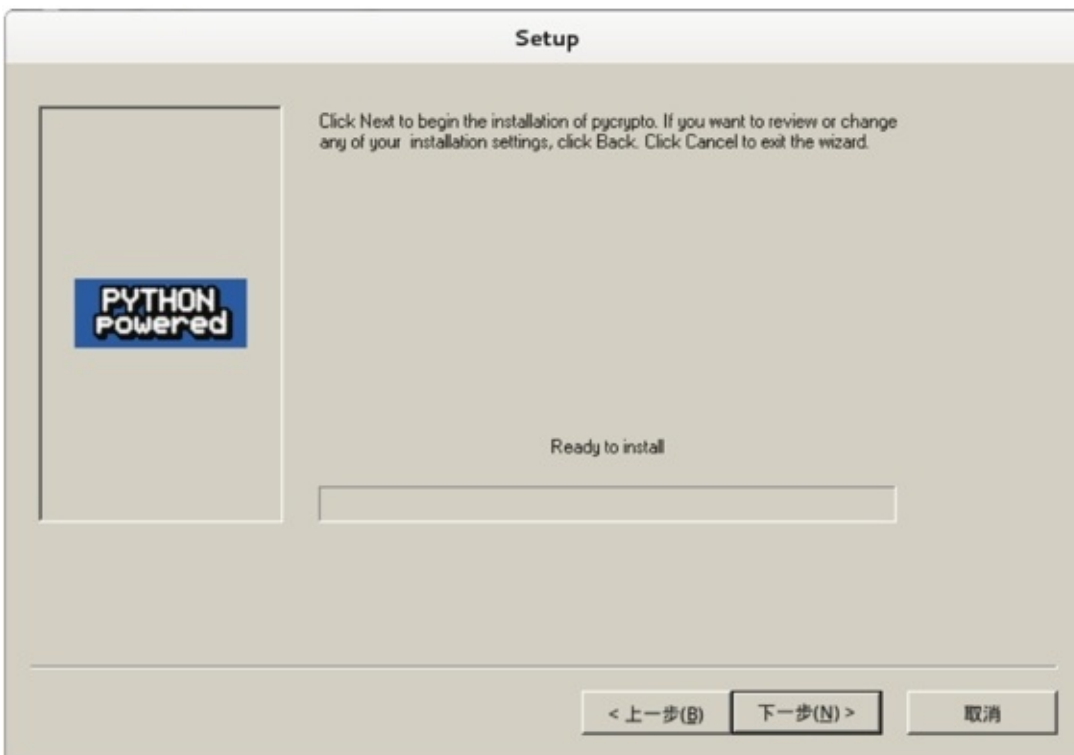 Setup
Click Next to begin the installation of pycrypto. If you want to review or change
any of your installation settings, click Back. Click Cancel to exit the wizard.
PYTHON
powered
Ready to install
< 上一步(B)
下一步(N) >
取消